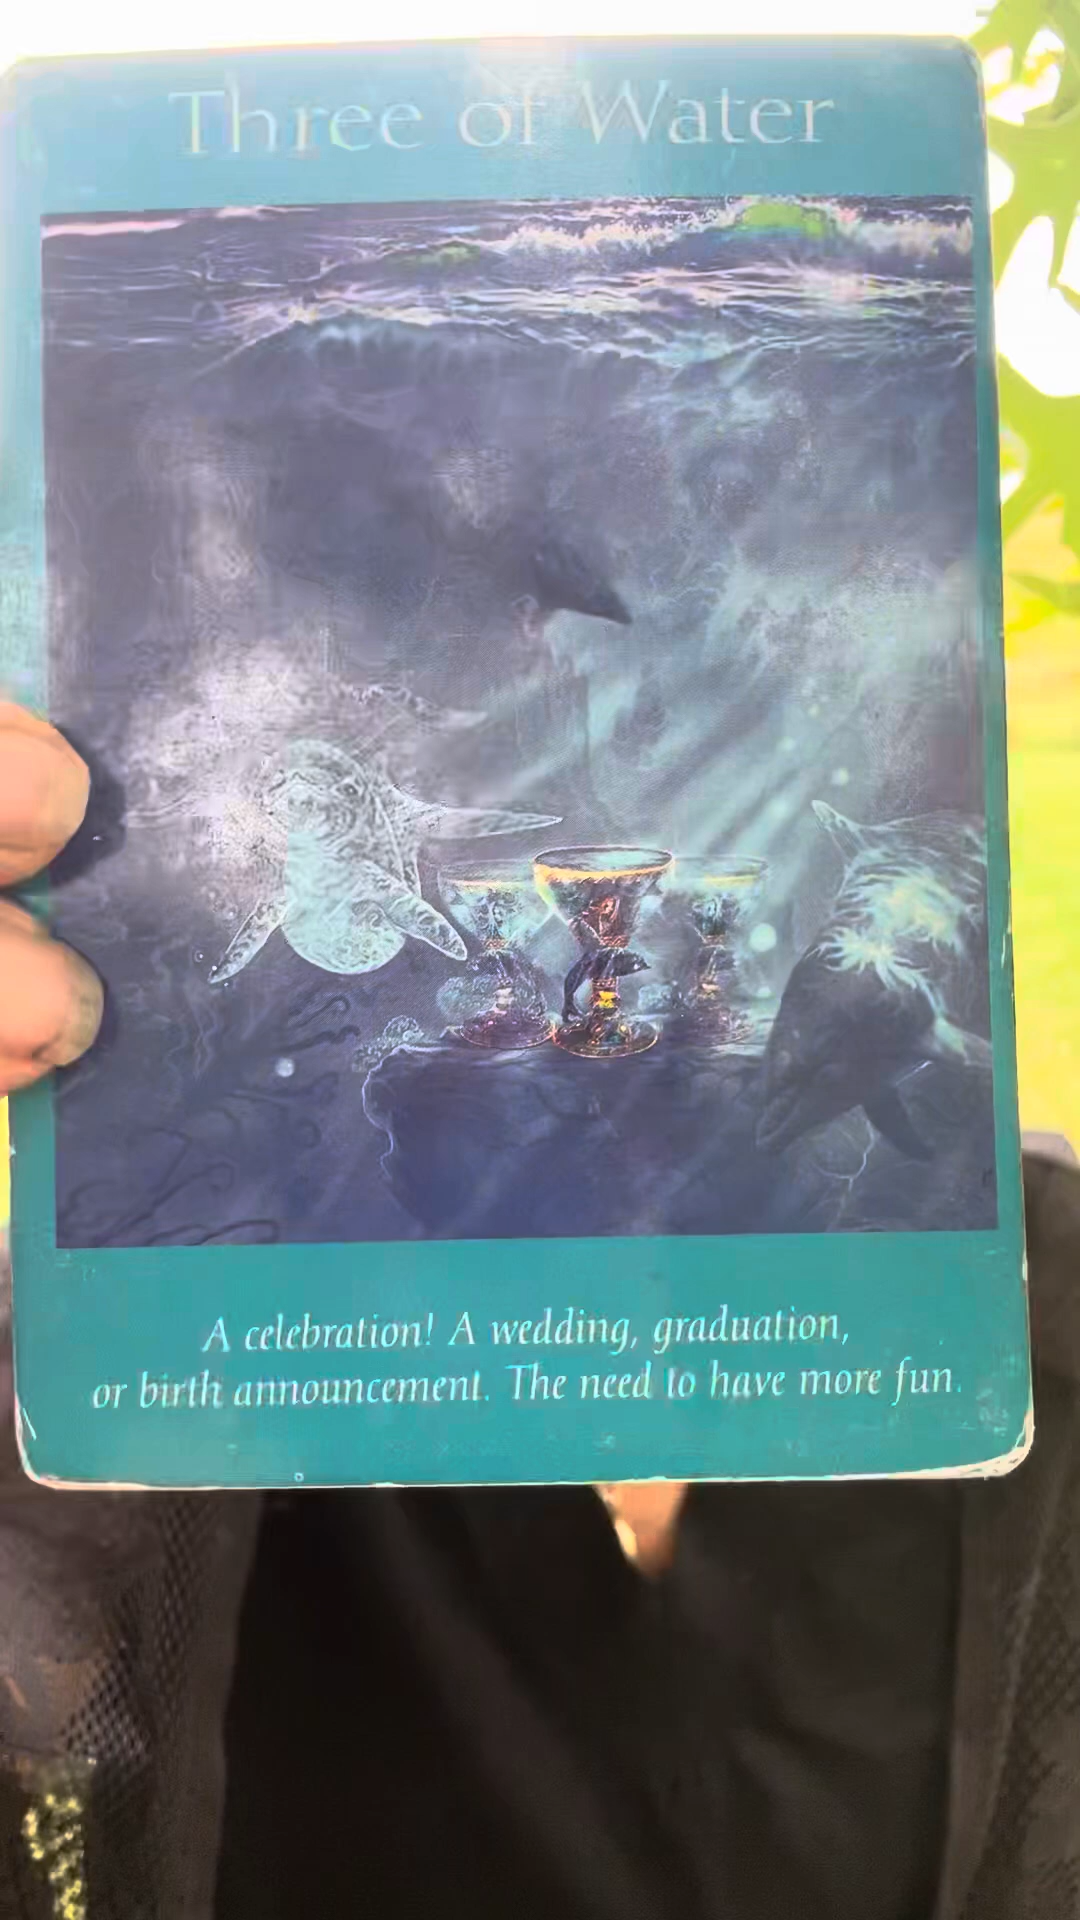 Three of Water
A celebration! A wedding, graduation,
or birth announcement. The need to have more fun.